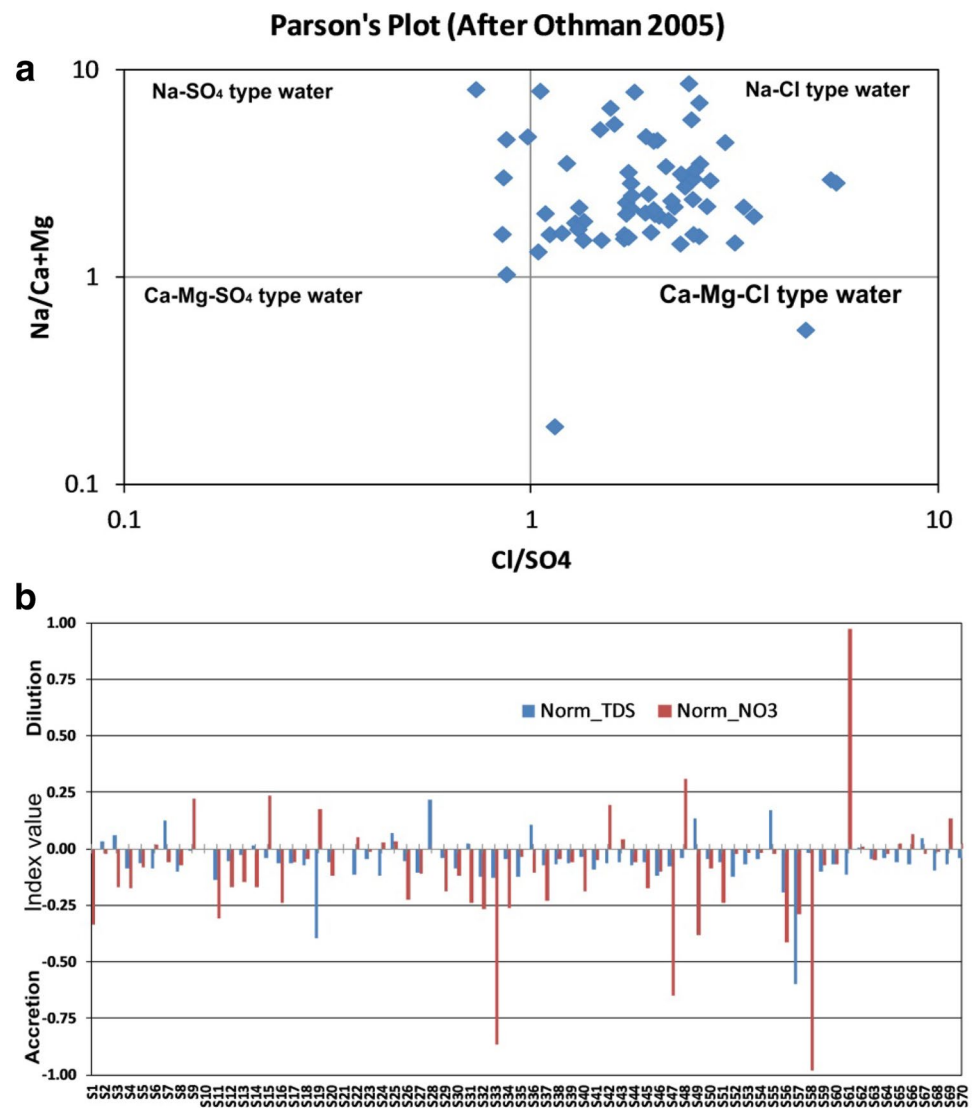 Parson's Plot (After Othman 2005)
a
10
Na-SO₄ type water
Na-Cl type water
Na/Ca+Mg
1
Ca-Mg-SO₄ type water
Ca-Mg-Cl type water
0.1
0.1 1 10
Cl/SO4
b
1.00
Dilution
0.75
Norm_TDS Norm_NO3
0.50
0.25
Index value
0.00
-0.25
-0.50
Accretion
-0.75
-1.00
S1 S2 S3 S4 S5 S6 S7 S8 S9 S10 S11 S12 S13 S14 S15 S16 S17 S18 S19 S20 S21 S22 S23 S24 S25 S26 S27 S28 S29 S30 S31 S32 S33 S34 S35 S36 S37 S38 S39 S40 S41 S42 S43 S44 S45 S46 S47 S48 S49 S50 S51 S52 S53 S54 S55 S56 S57 S58 S59 S60 S61 S62 S63 S64 S65 S66 S67 S68 S69 S70